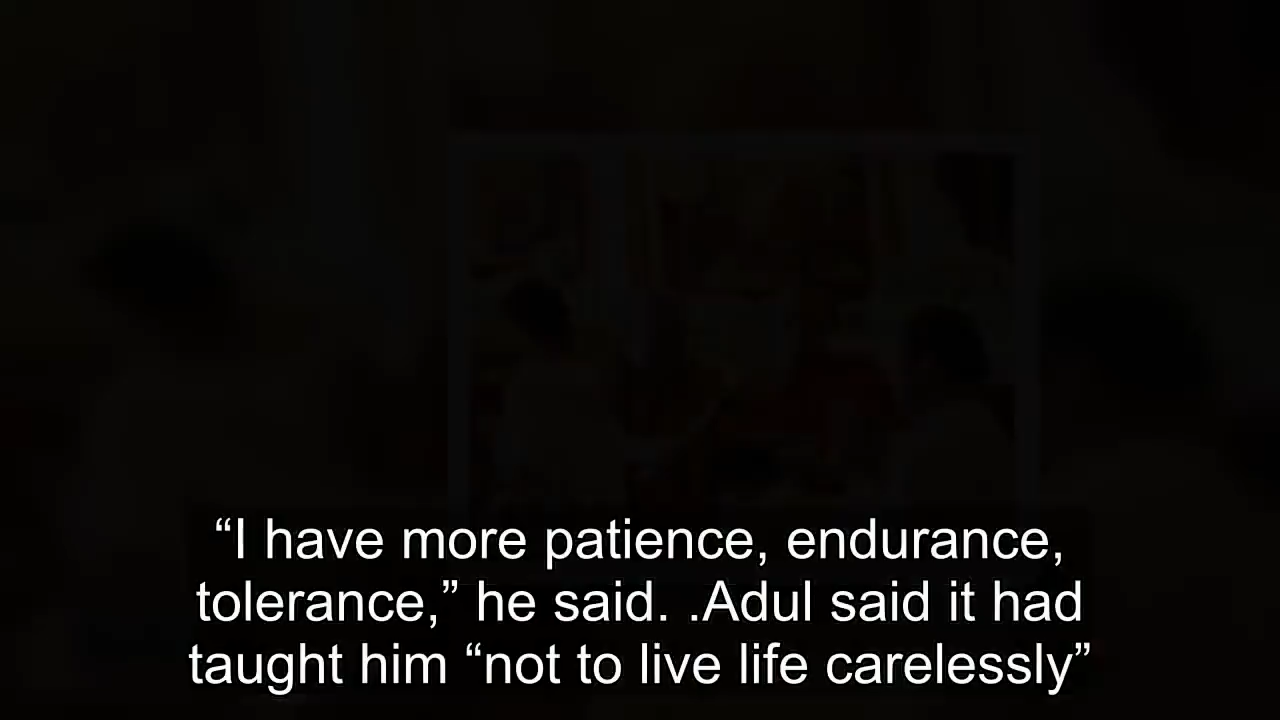 “I have more patience, endurance,
tolerance,” he said. .Adul said it had
taught him “not to live life carelessly”